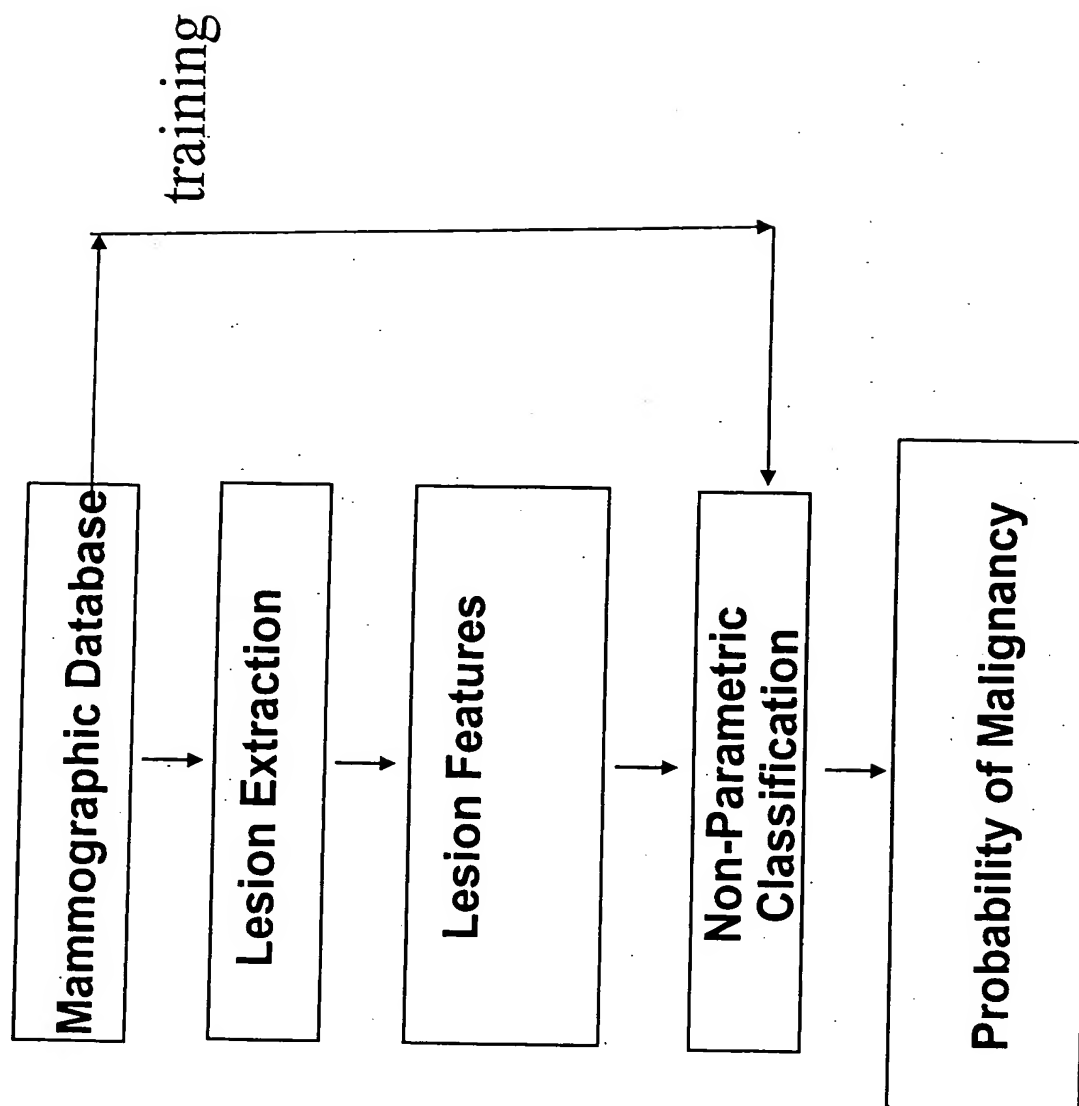 training
Mammographic Database
Lesion Extraction
Lesion Features
Non-Parametric
Classification
Probability of Malignancy